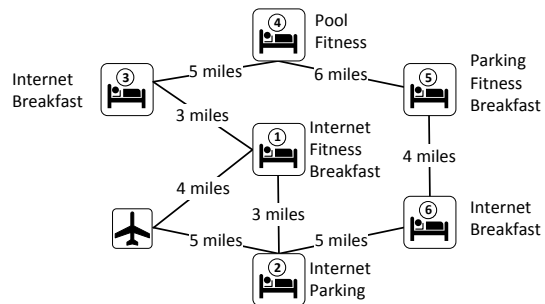 4
Pool
Fitness
Internet
Breakfast
3
5 miles
6 miles
5
Parking
Fitness
Breakfast
3 miles
1
Internet
Fitness
Breakfast
4 miles
4 miles
3 miles
6
Internet
Breakfast
5 miles
5 miles
2
Internet
Parking